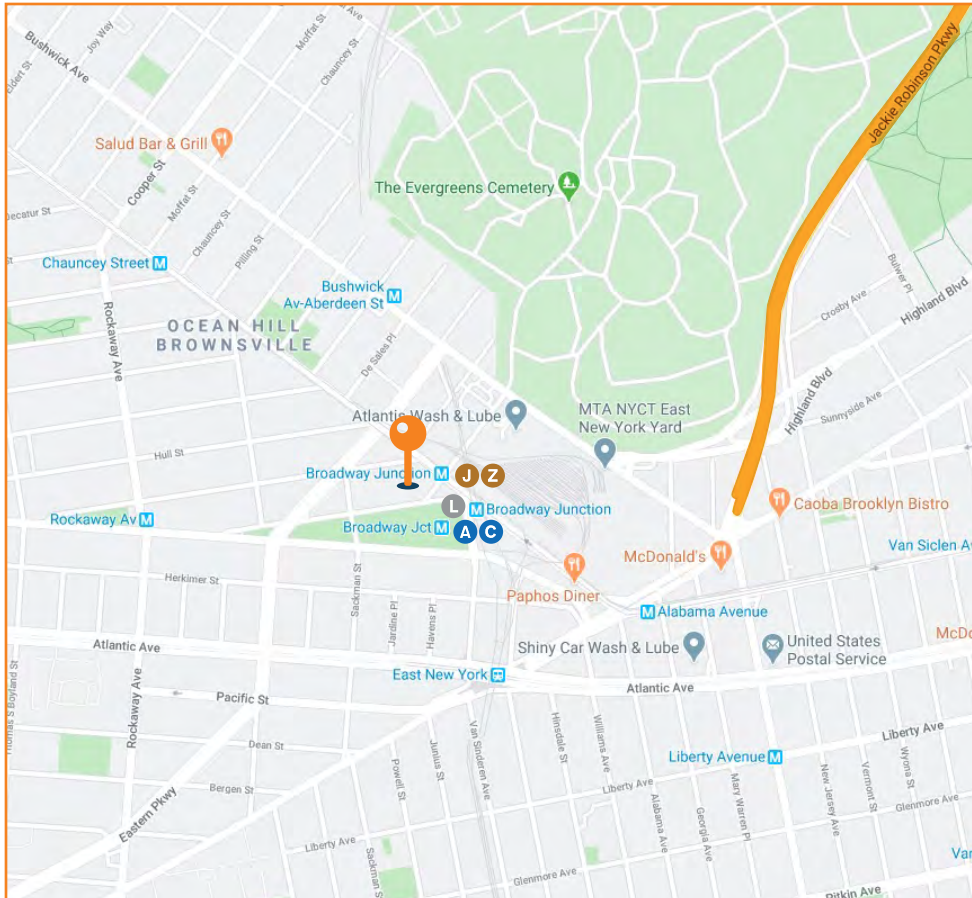 Bushwick Ave
Joy Way
Moffat St
Chauncey St
Jackie Robinson Pkwy
Eldert St
Salud Bar & Grill
Cooper St
Moffat St
The Evergreens Cemetery
Decatur St
Chauncey St
Pilling St
Chauncey Street M
Bushwick
Av-Aberdeen St M
Bulwer Pl
Crosby Ave
Highland Blvd
Rockaway Ave
OCEAN HILL
BROWNSVILLE
De Sales Pl
Highland Blvd
Sunnyside Ave
Atlantis Wash & Lube
MTA NYCT East
New York Yard
Hull St
Broadway Junction M
J Z
L
M Broadway Junction
Caoba Brooklyn Bistro
Rockaway Av M
Broadway Jct M
A C
McDonald's
Van Siclen
Herkimer St
Sackman St
Paphos Diner
Jardine Pl
Havens Pl
M Alabama Avenue
Atlantic Ave
Shiny Car Wash & Lube
United States
Postal Service
East New York
Atlantic Ave
Thomas S Boyland St
Rockaway Ave
Pacific St
Dean St
Bergen St
Eastern Pkwy
Powell St
Junius St
Van Sinderen Ave
Hinsdale St
Williams Ave
Liberty Ave
Liberty Avenue M
Liberty Ave
Alabama Ave
Georgia Ave
Mary Warren Pl
New Jersey Ave
Vermont St
Wyona St
Glenmore Ave
Liberty Ave
Sackman St
Glenmore Ave
Pitkin Ave